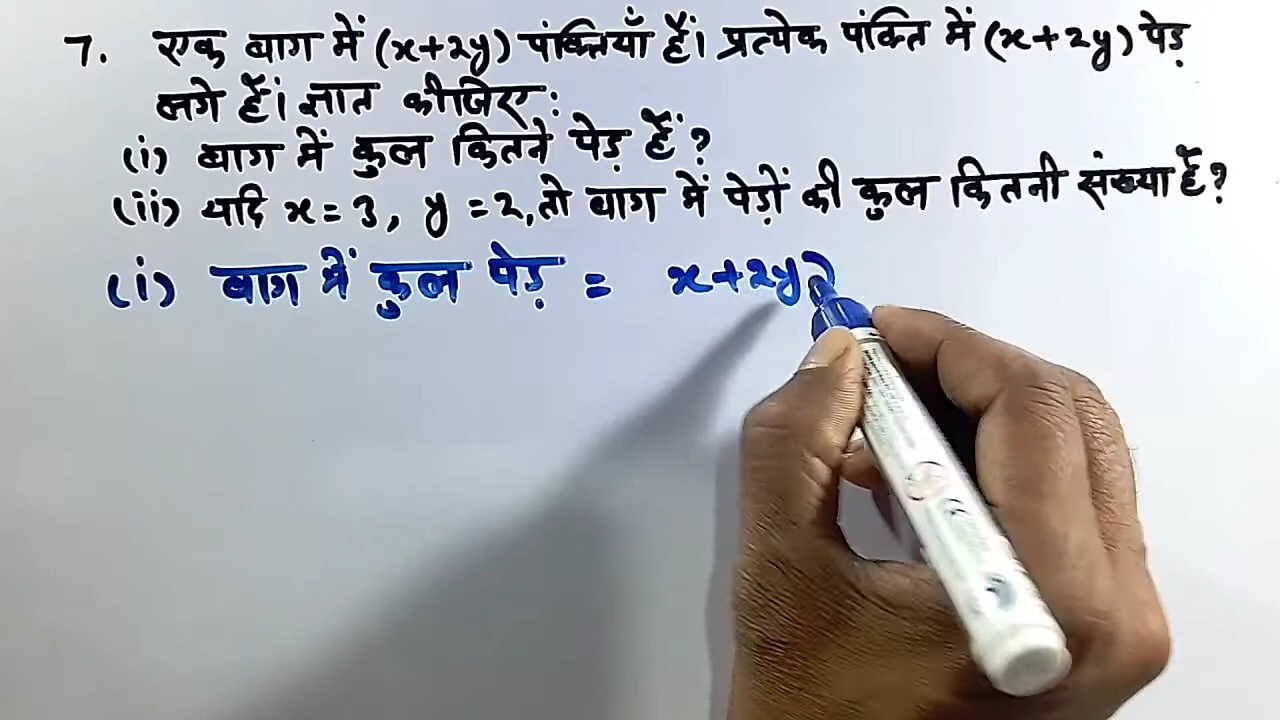 7. एक बाग में (x+2y) पंक्तियाँ हैं। प्रत्येक पंक्ति में (x+2y) पेड़
लगे हैं। ज्ञात कीजिए:
(i) बाग में कुल कितने पेड़ हैं?
(ii) यदि x=3, y=2, तो बाग में पेड़ों की कुल कितनी संख्या है?
(i) बाग में कुल पेड़ = x+2y)